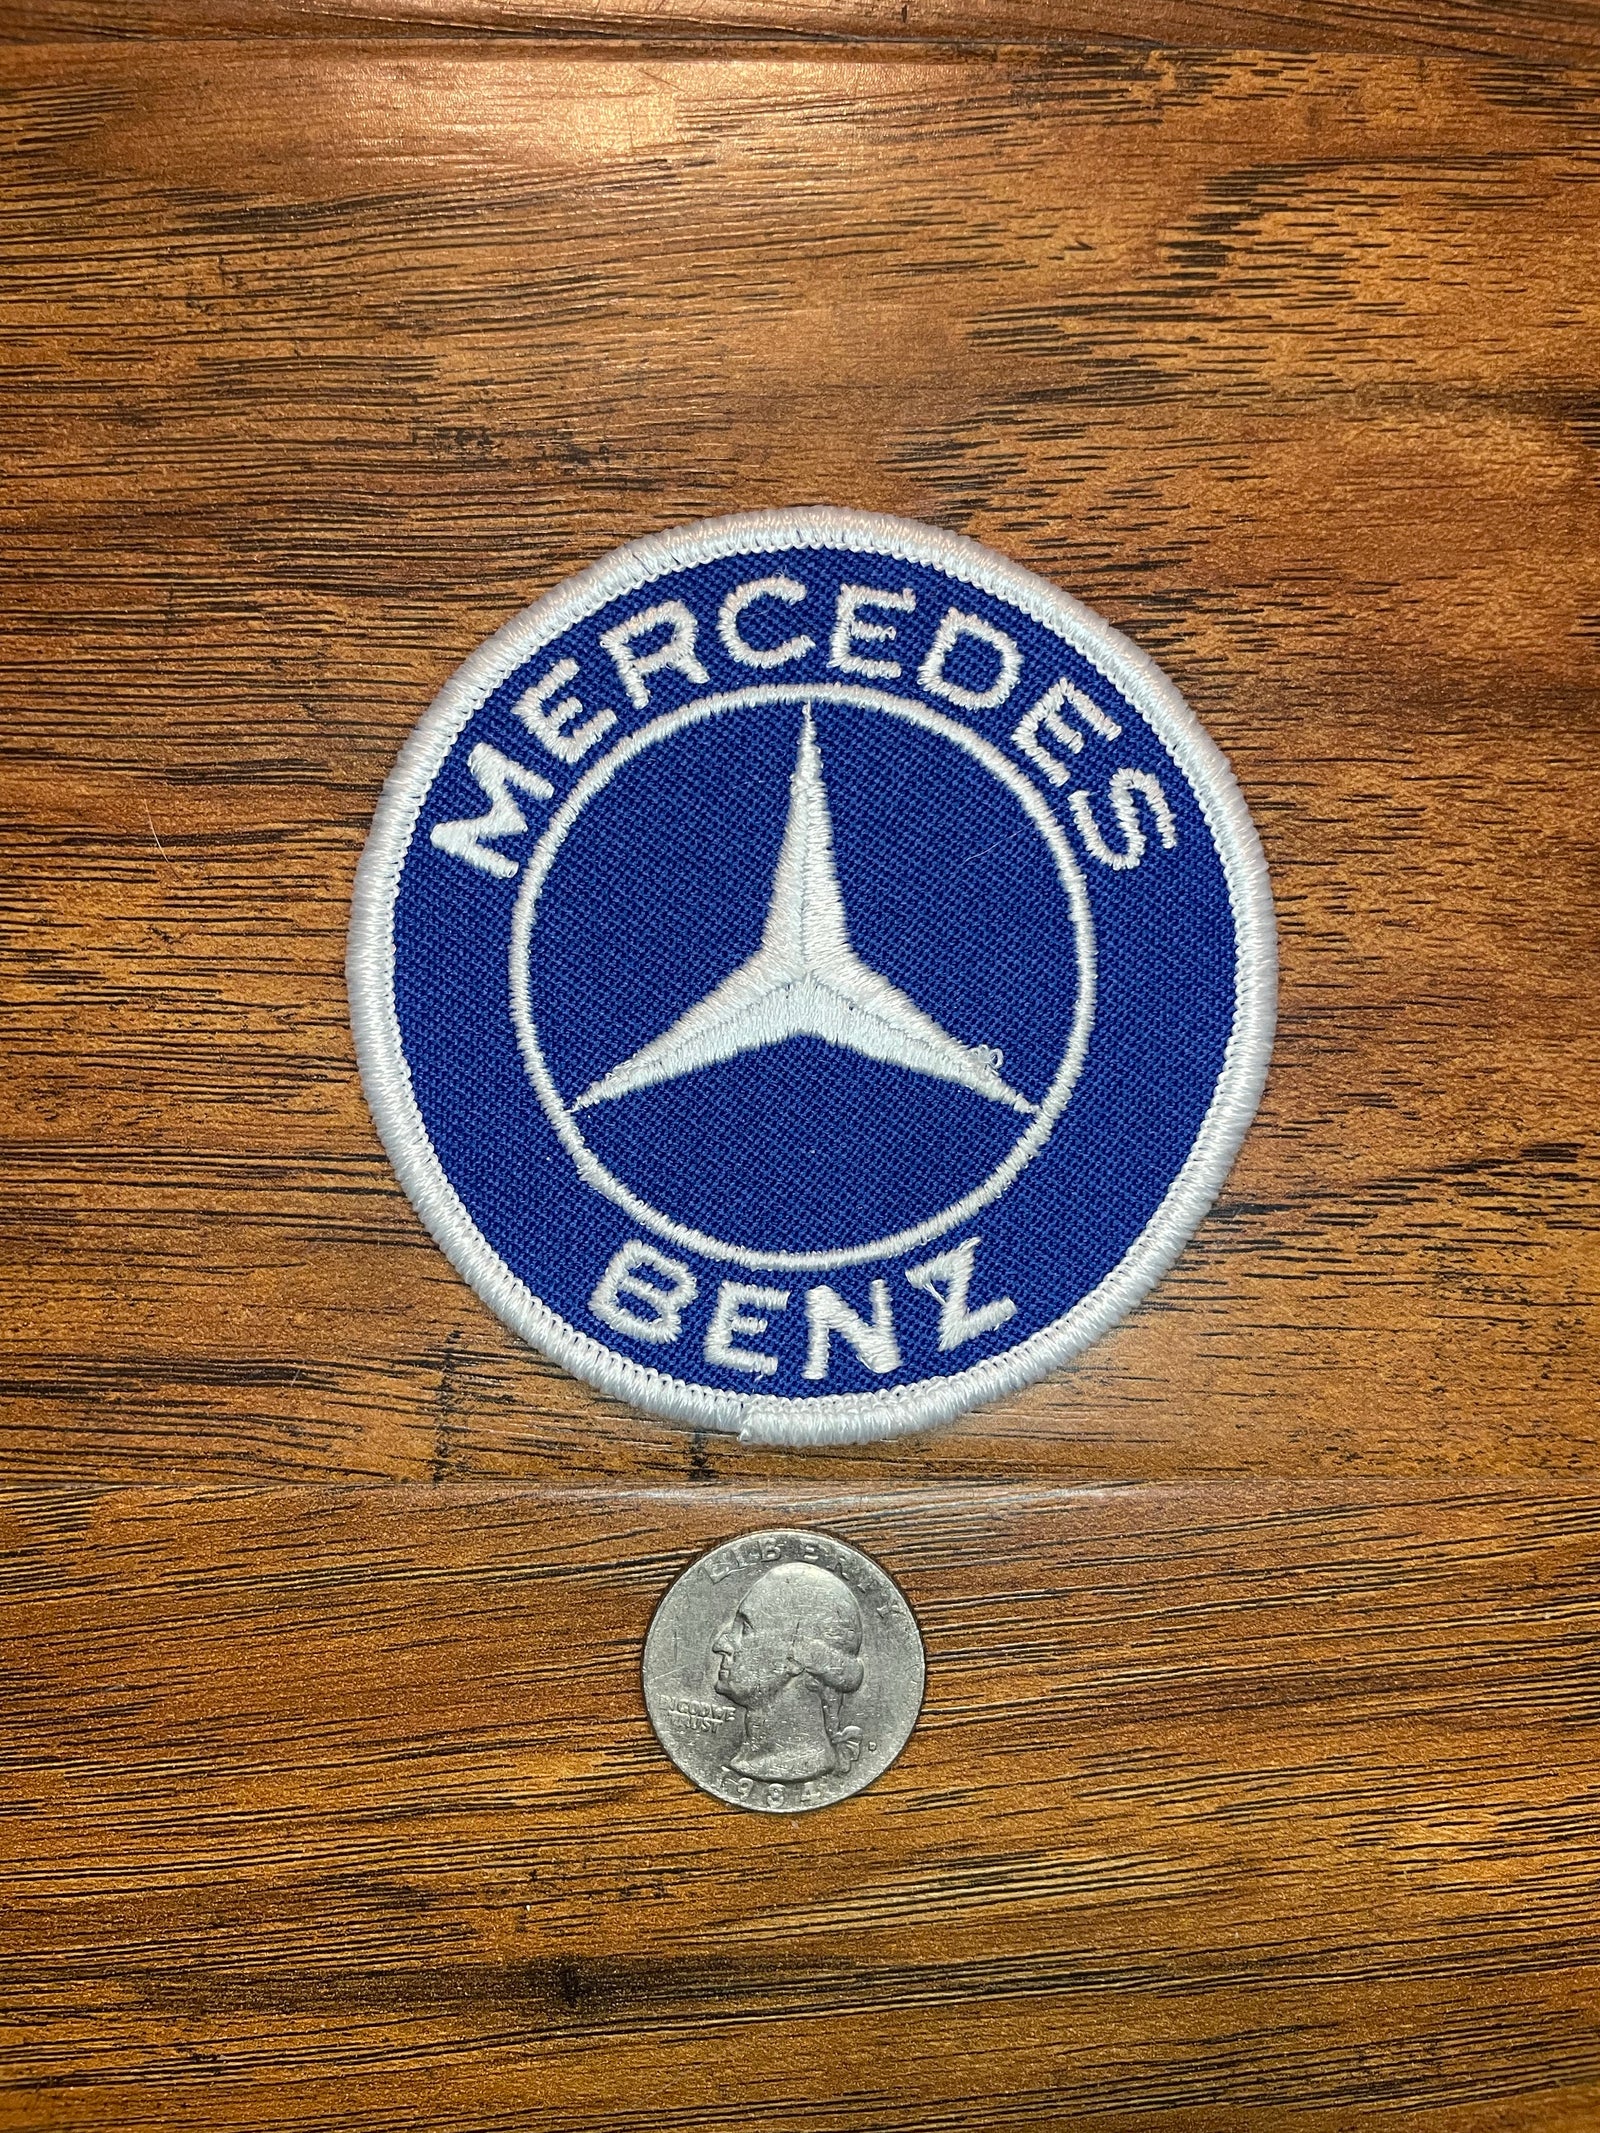 MERCEDES
BENZ
LIBERTY
IN GOD WE
TRUST
D
1984